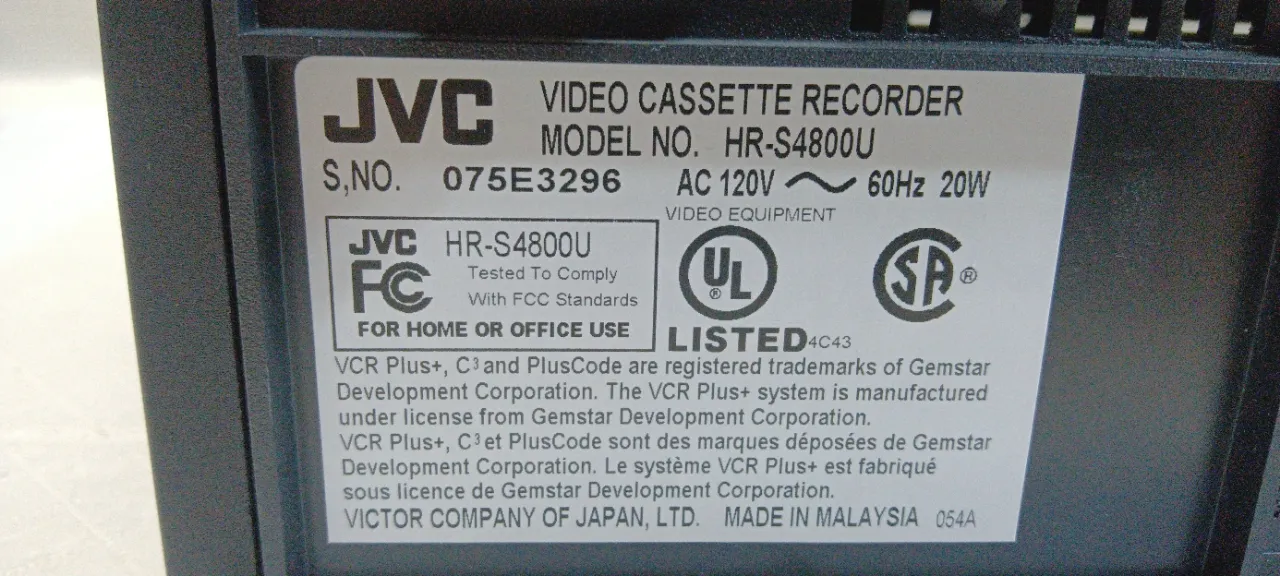 JVC VIDEO CASSETTE RECORDER
MODEL NO. HR-S4800U
S,NO. 075E3296 AC 120V 60Hz 20W
VIDEO EQUIPMENT
JVC HR-S4800U
FC Tested To Comply
With FCC Standards
FOR HOME OR OFFICE USE
UL ®
LISTED 4C43
SA ®
VCR Plus+, C³ and PlusCode are registered trademarks of Gemstar
Development Corporation. The VCR Plus+ system is manufactured
under license from Gemstar Development Corporation.
VCR Plus+, C³ et PlusCode sont des marques déposées de Gemstar
Development Corporation. Le système VCR Plus+ est fabriqué
sous licence de Gemstar Development Corporation.
VICTOR COMPANY OF JAPAN, LTD. MADE IN MALAYSIA 054A